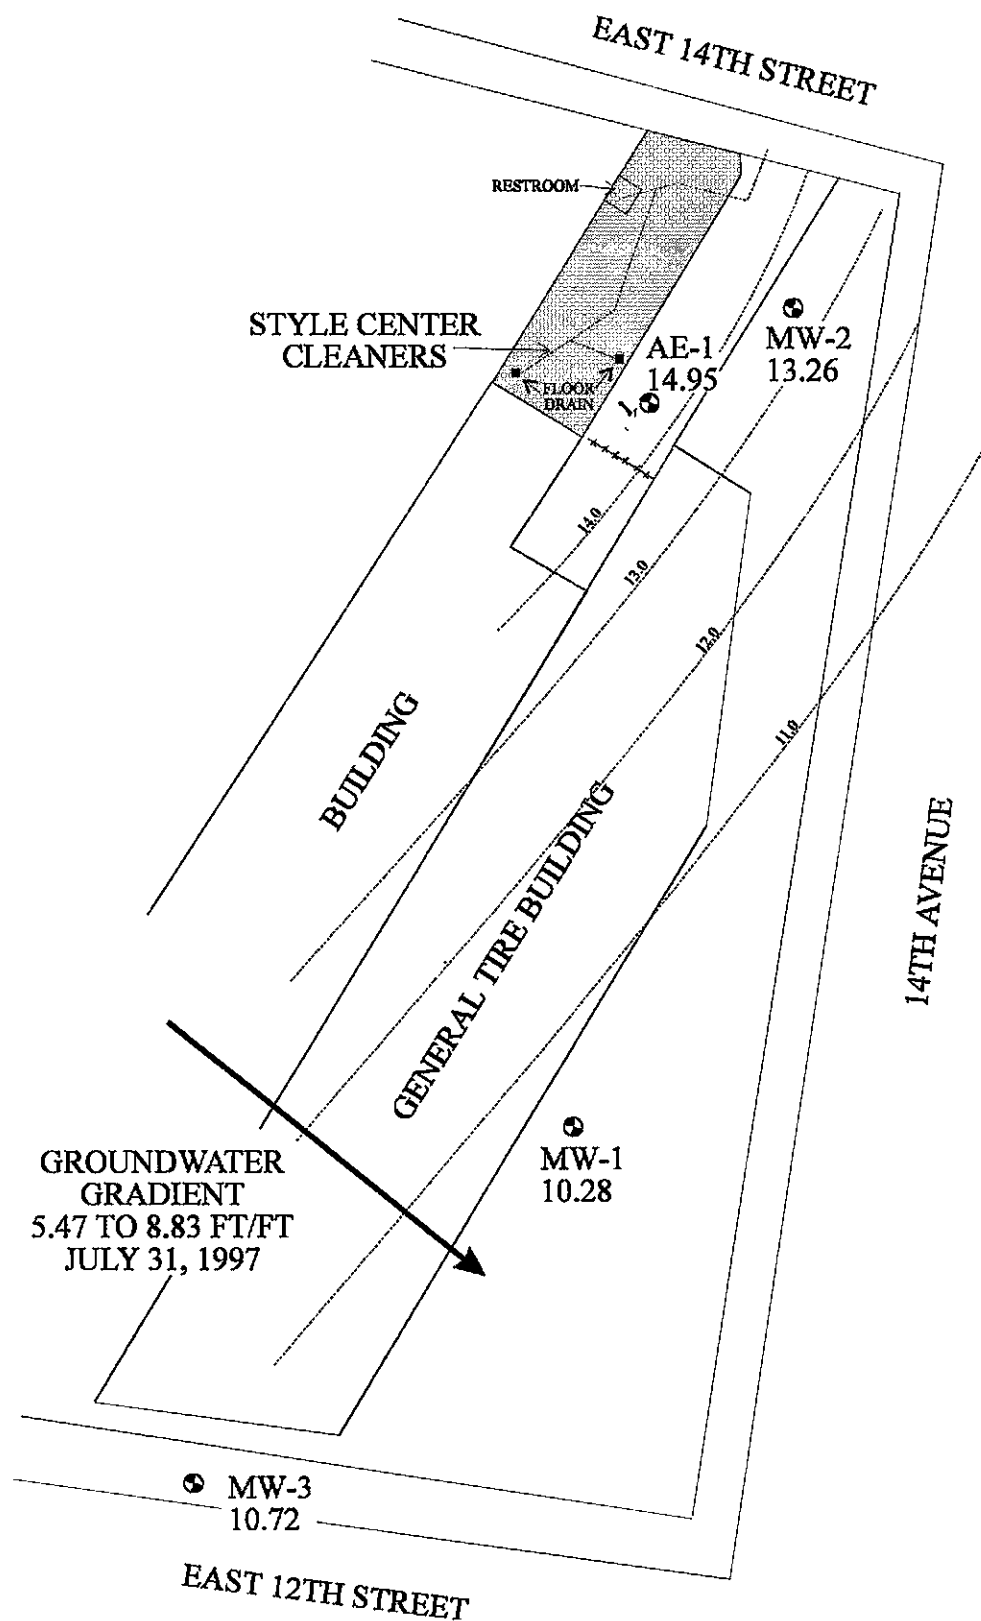 EAST 14TH STREET
RESTROOM
STYLE CENTER
CLEANERS
FLOOR
DRAIN
AE-1
14.95
MW-2
13.26
14.0
13.0
12.0
11.0
BUILDING
GENERAL TIRE BUILDING
14TH AVENUE
GROUNDWATER
GRADIENT
5.47 TO 8.83 FT/FT
JULY 31, 1997
MW-1
10.28
MW-3
10.72
EAST 12TH STREET